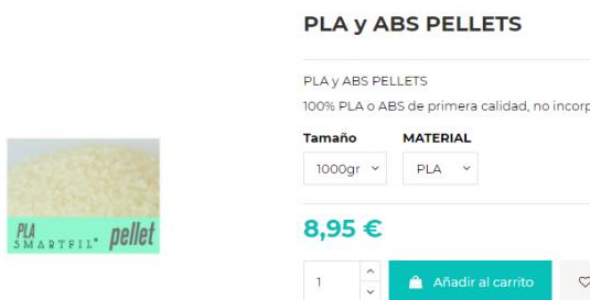 PLA y ABS PELLETS
PLA y ABS PELLETS
100% PLA o ABS de primera calidad, no incorp
Tamaño MATERIAL
1000gr PLA
8,95 €
1 Añadir al carrito
PLA
SMARTFIL® pellet